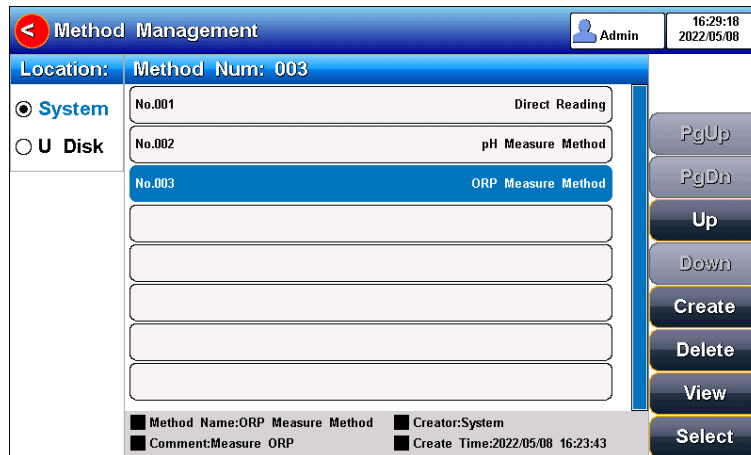 < Method Management
Admin
16:29:18
2022/05/08
Location:
Method Num: 003
System
U Disk
No.001 Direct Reading
No.002 pH Measure Method
No.003 ORP Measure Method
PgUp
PgDn
Up
Down
Create
Delete
View
Select
Method Name:ORP Measure Method
Creator:System
Comment:Measure ORP
Create Time:2022/05/08 16:23:43